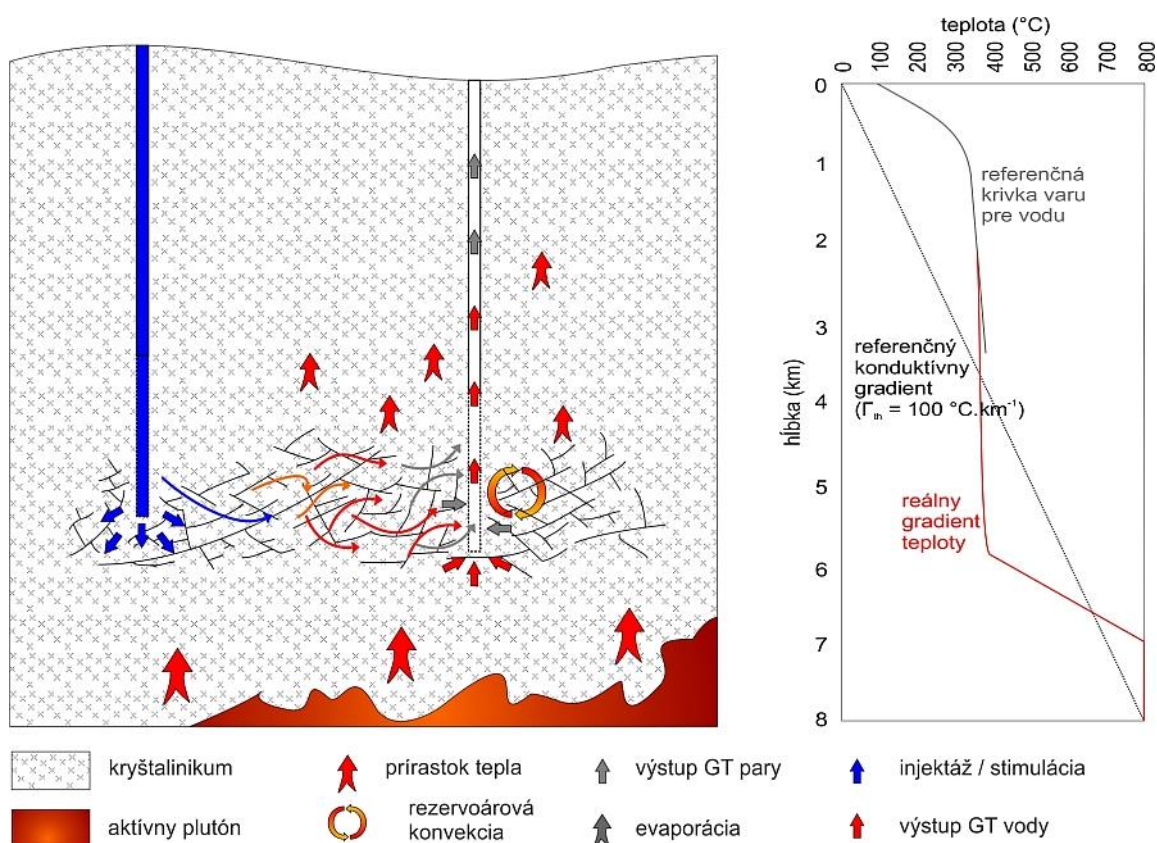 teplota (°C)
0
100
200
300
400
500
600
700
800
0
1
2
3
4
5
6
7
8
hĺbka (km)
referenčná
krivka varu
pre vodu
referenčný
konduktívny
gradient
(Γth = 100 °C.km⁻¹)
reálny
gradient
teploty
kryštalinikum
prírastok tepla
výstup GT pary
injektáž / stimulácia
aktívny plutón
rezervoárová
konvekcia
evaporácia
výstup GT vody